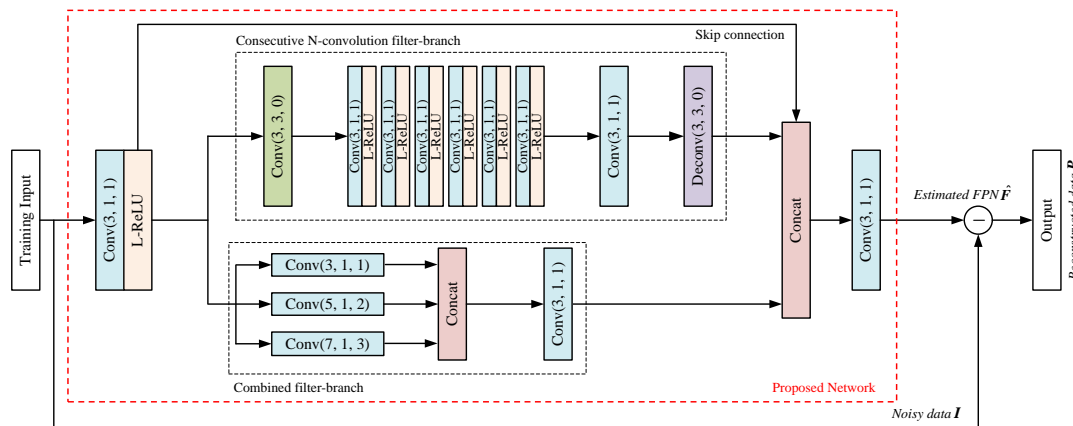 Skip connection
Consecutive N-convolution filter-branch
Training Input
Conv(3, 1, 1)
L-ReLU
Conv(3, 3, 0)
Conv(3, 1, 1)
L-ReLU
Conv(3, 1, 1)
L-ReLU
Conv(3, 1, 1)
L-ReLU
Conv(3, 1, 1)
L-ReLU
Conv(3, 1, 1)
L-ReLU
Conv(3, 1, 1)
L-ReLU
Conv(3, 1, 1)
Deconv(3, 3, 0)
Conv(3, 1, 1)
Conv(5, 1, 2)
Conv(7, 1, 3)
Concat
Conv(3, 1, 1)
Combined filter-branch
Concat
Conv(3, 1, 1)
Proposed Network
Estimated FPN F̂
−
Noisy data I
Output